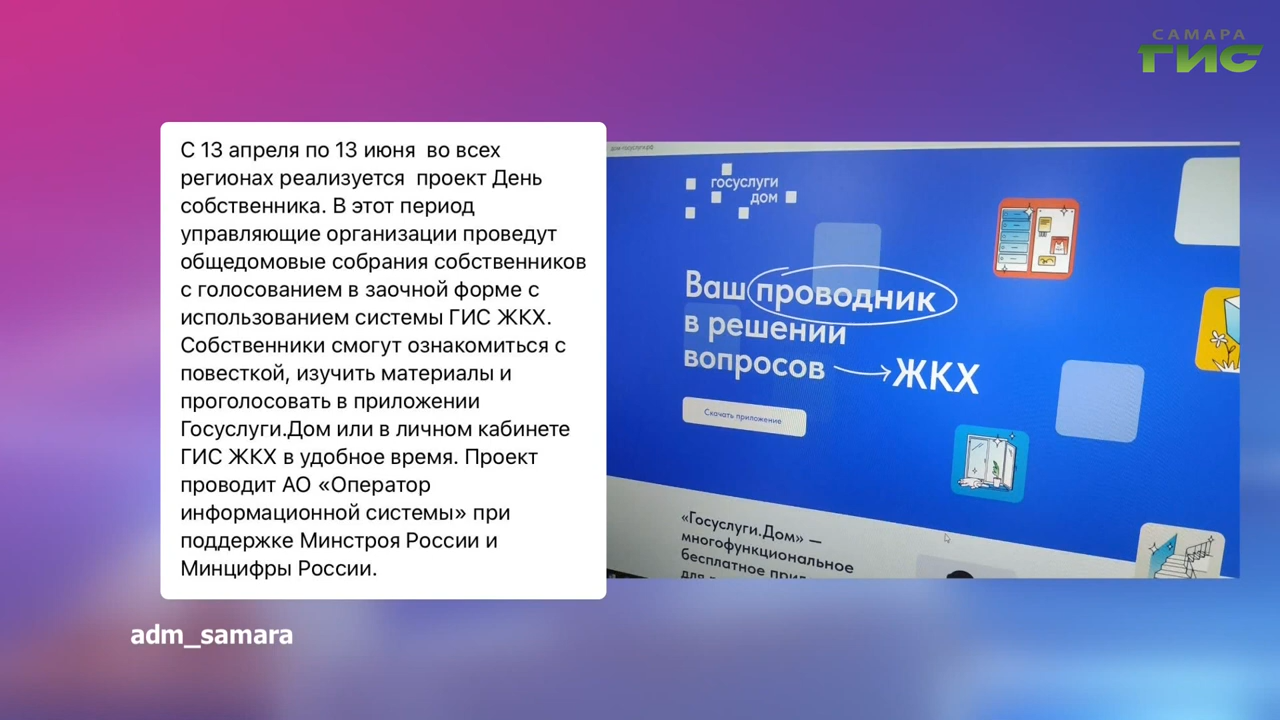 САМАРА
ГИС
С 13 апреля по 13 июня во всех
регионах реализуется проект День
собственника. В этот период
управляющие организации проведут
общедомовые собрания собственников
с голосованием в заочной форме с
использованием системы ГИС ЖКХ.
Собственники смогут ознакомиться с
повесткой, изучить материалы и
проголосовать в приложении
Госуслуги.Дом или в личном кабинете
ГИС ЖКХ в удобное время. Проект
проводит АО «Оператор
информационной системы» при
поддержке Минстроя России и
Минцифры России.
adm_samara
госуслуги
дом
Ваш проводник
в решении
вопросов
ЖКХ
Скачать приложение
«Госуслуги.Дом» —
многофункциональное
бесплатное